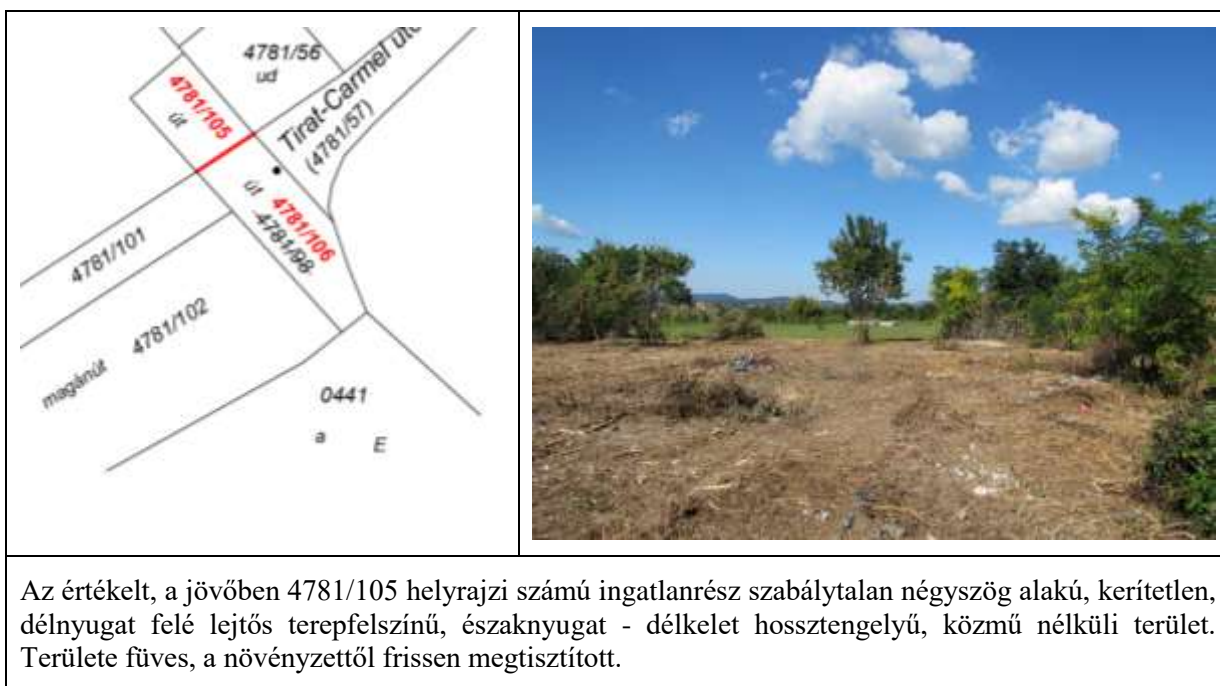 4781/56
ud
Tirat-Carmel
(4781/57)
4781/105
út
út
4781/106
4781/98
4781/101
4781/102
magánút
0441
a
E
Az értékelt, a jövőben 4781/105 helyrajzi számú ingatlanrész szabálytalan négyszög alakú, kerítetlen,
délnyugat felé lejtős terepfelszínű, északnyugat - délkelet hossztengelyű, közmű nélküli terület.
Területe füves, a növényzettől frissen megtisztított.